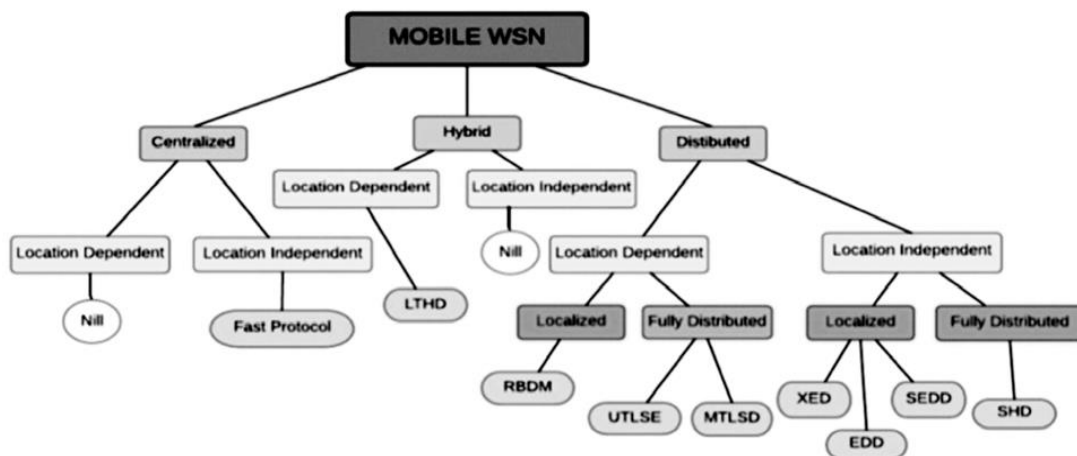 MOBILE WSN
Centralized
Hybrid
Distibuted
Location Dependent
Location Independent
Location Dependent
Location Independent
Location Dependent
Location Independent
Nill
Fast Protocol
LTHD
Nill
Localized
Fully Distributed
Localized
Fully Distributed
RBDM
UTLSE
MTLSD
XED
EDD
SEDD
SHD